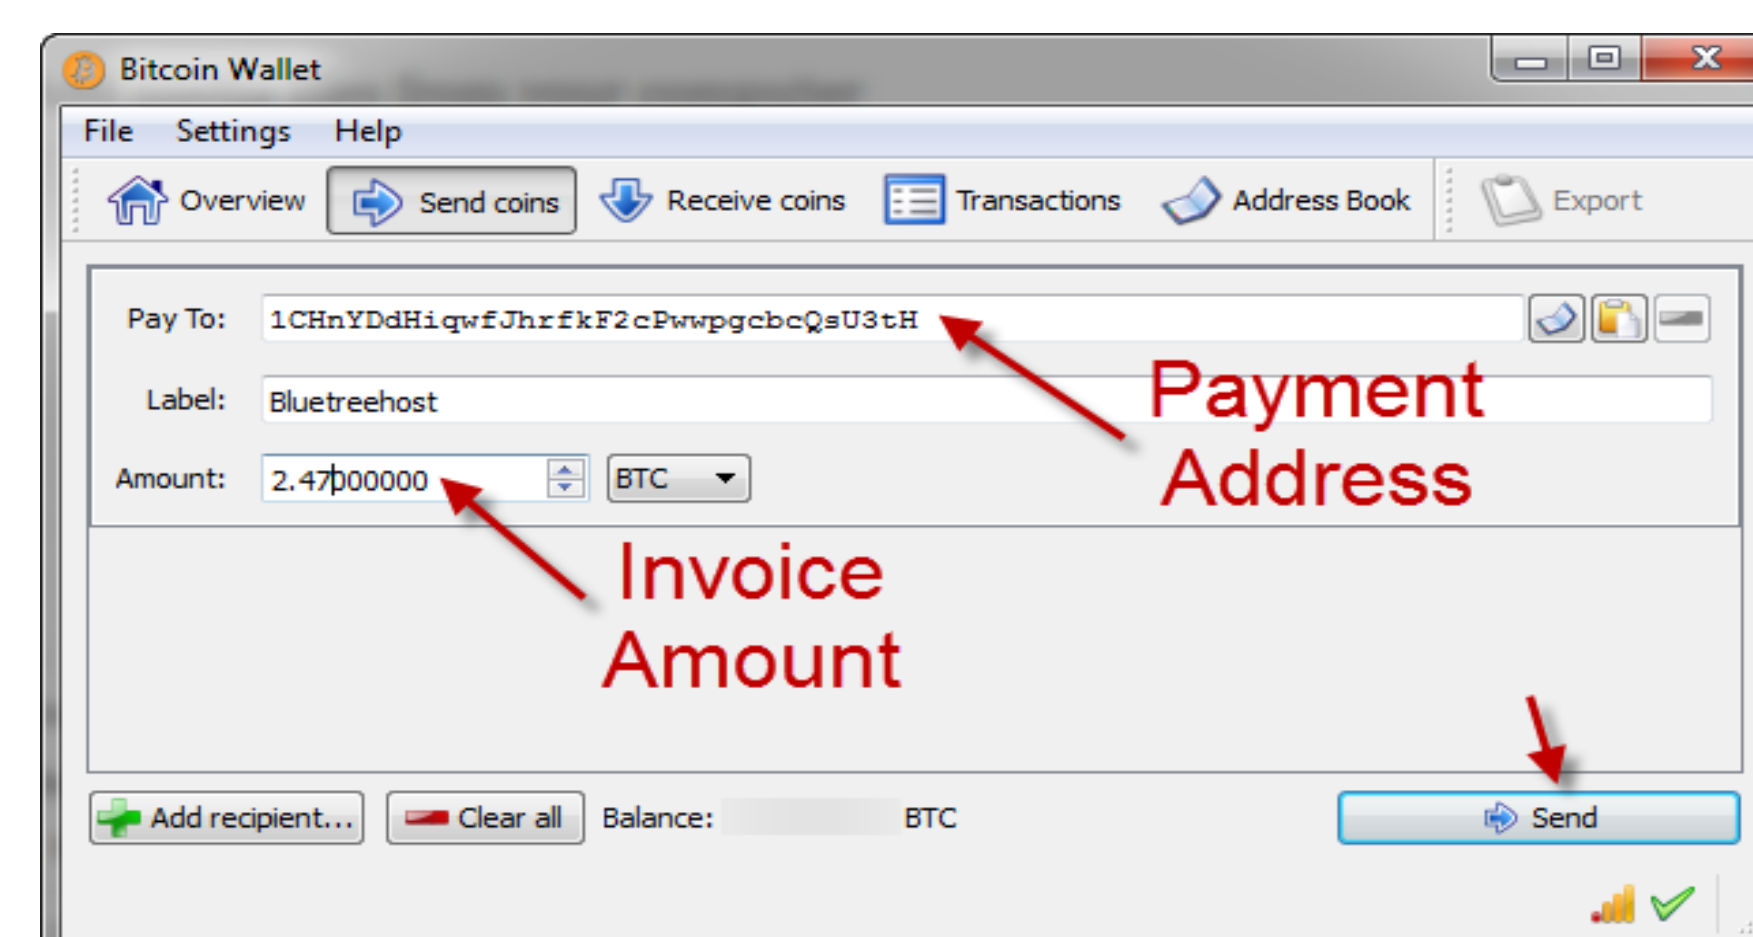 Bitcoin Wallet
File Settings Help
Overview Send coins Receive coins Transactions Address Book Export
Pay To: 1CHnYDdHiqwfJhrfkF2cPwwpgcbcQsU3tH
Label: Bluetreehost
Amount: 2.47000000 BTC
Payment
Address
Invoice
Amount
Add recipient... Clear all Balance: BTC Send